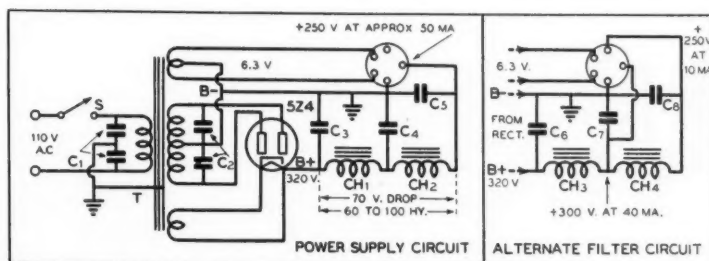 +250 V AT APPROX 50 MA
6.3 V.
B-
5Z4
C5
S
110 V
A.C
C1
C2
C3
C4
B+
320 V.
CH1
CH2
70 V. DROP
60 TO 100 HY.
T
POWER SUPPLY CIRCUIT
+
250V
AT
10 MA.
6.3 V.
B-
C8
FROM
RECT.
C6
C7
B+
320 V
CH3
CH4
+300 V. AT 40 MA.
ALTERNATE FILTER CIRCUIT